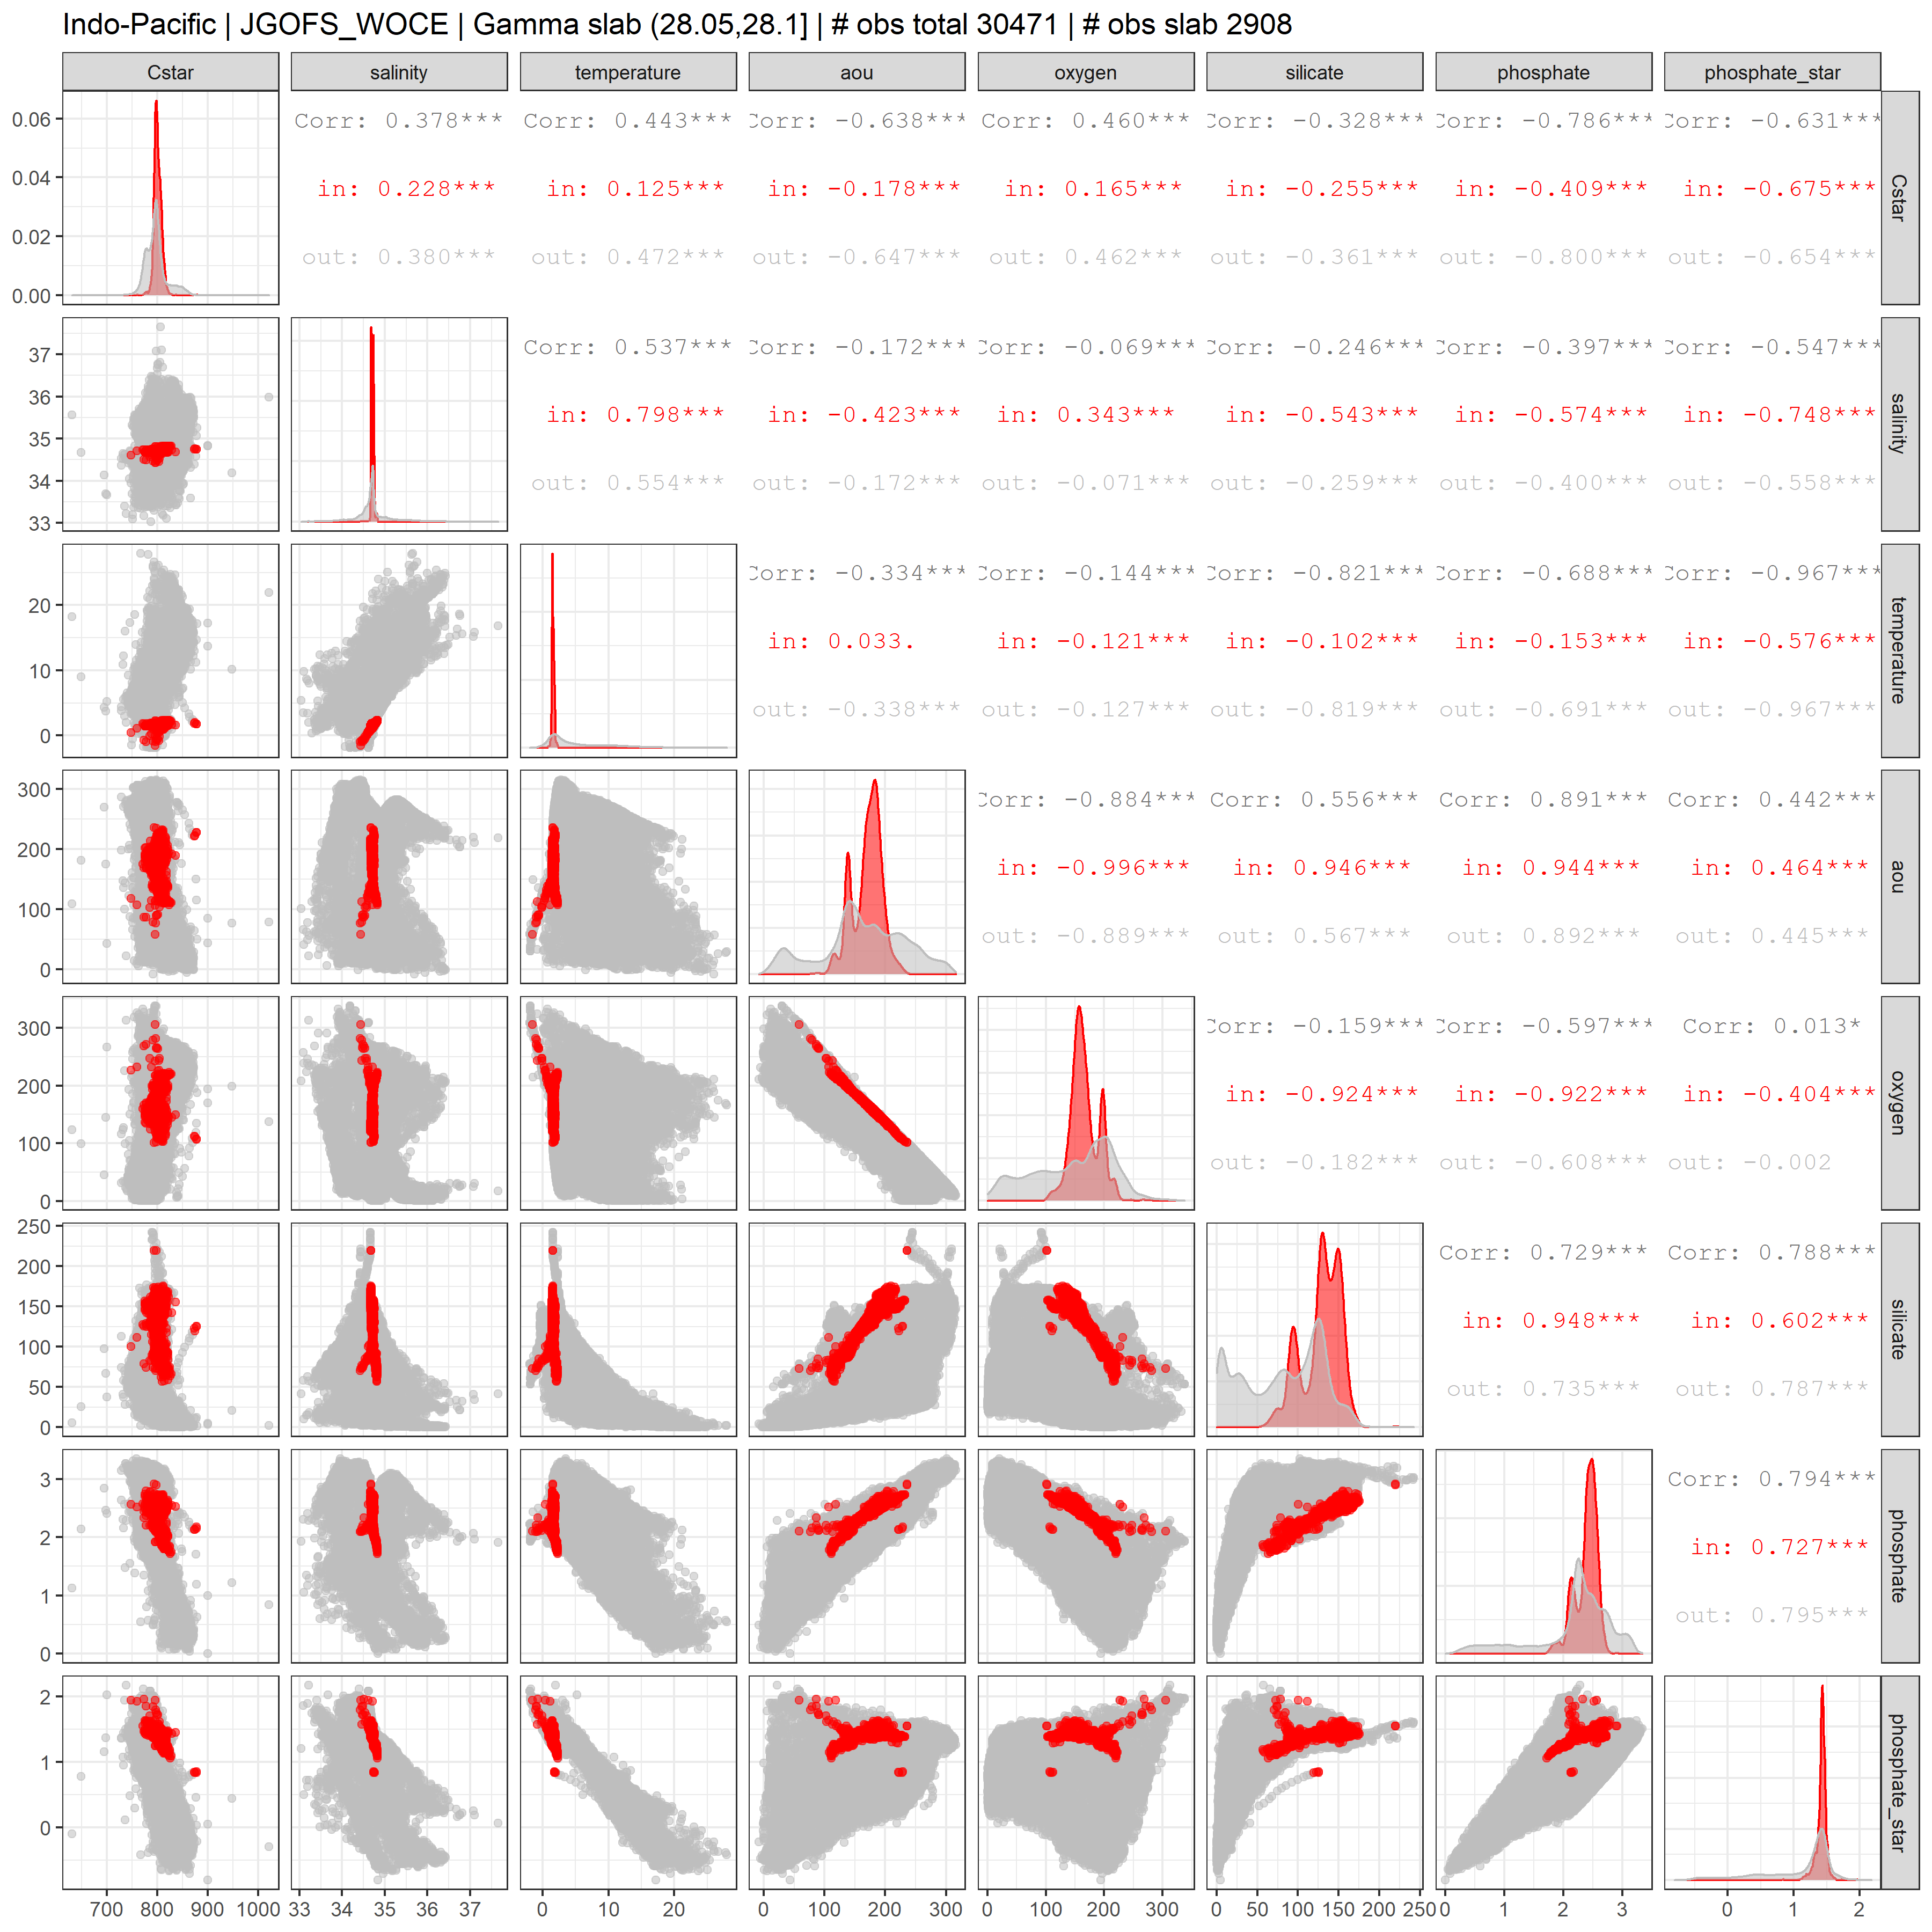 Indo-Pacific | JGOFS_WOCE | Gamma slab (28.05,28.1] | # obs total 30471 | # obs slab 2908
Cstar salinity temperature aou oxygen silicate phosphate phosphate_star
0.06 Corr: 0.378*** Corr: 0.443*** Corr: -0.638*** Corr: 0.460*** Corr: -0.328*** Corr: -0.786*** Corr: -0.631***
0.04 in: 0.228*** in: 0.125*** in: -0.178*** in: 0.165*** in: -0.255*** in: -0.409*** in: -0.675*** Cstar
0.02 out: 0.380*** out: 0.472*** out: -0.647*** out: 0.462*** out: -0.361*** out: -0.800*** out: -0.654***
0.00
37 Corr: 0.537*** Corr: -0.172*** Corr: -0.069*** Corr: -0.246*** Corr: -0.397*** Corr: -0.547***
36
35 in: 0.798*** in: -0.423*** in: 0.343*** in: -0.543*** in: -0.574*** in: -0.748*** salinity
34 out: 0.554*** out: -0.172*** out: -0.071*** out: -0.259*** out: -0.400*** out: -0.558***
33
Corr: -0.334*** Corr: -0.144*** Corr: -0.821*** Corr: -0.688*** Corr: -0.967***
20
10 in: 0.033. in: -0.121*** in: -0.102*** in: -0.153*** in: -0.576*** temperature
0 out: -0.338*** out: -0.127*** out: -0.819*** out: -0.691*** out: -0.967***
300 Corr: -0.884*** Corr: 0.556*** Corr: 0.891*** Corr: 0.442***
200 in: -0.996*** in: 0.946*** in: 0.944*** in: 0.464*** aou
100 out: -0.889*** out: 0.567*** out: 0.892*** out: 0.445***
0
300 Corr: -0.159*** Corr: -0.597*** Corr: 0.013*
200 in: -0.924*** in: -0.922*** in: -0.404*** oxygen
100 out: -0.182*** out: -0.608*** out: -0.002
0
250 Corr: 0.729*** Corr: 0.788***
200
150 in: 0.948*** in: 0.602*** silicate
100
50 out: 0.735*** out: 0.787***
0
3 Corr: 0.794***
2 in: 0.727*** phosphate
1 out: 0.795***
0
2
1 phosphate_star
0
700 800 900 1000 33 34 35 36 37 0 10 20 0 100 200 300 0 100 200 300 0 50 100 150 200 250 0 1 2 3 0 1 2